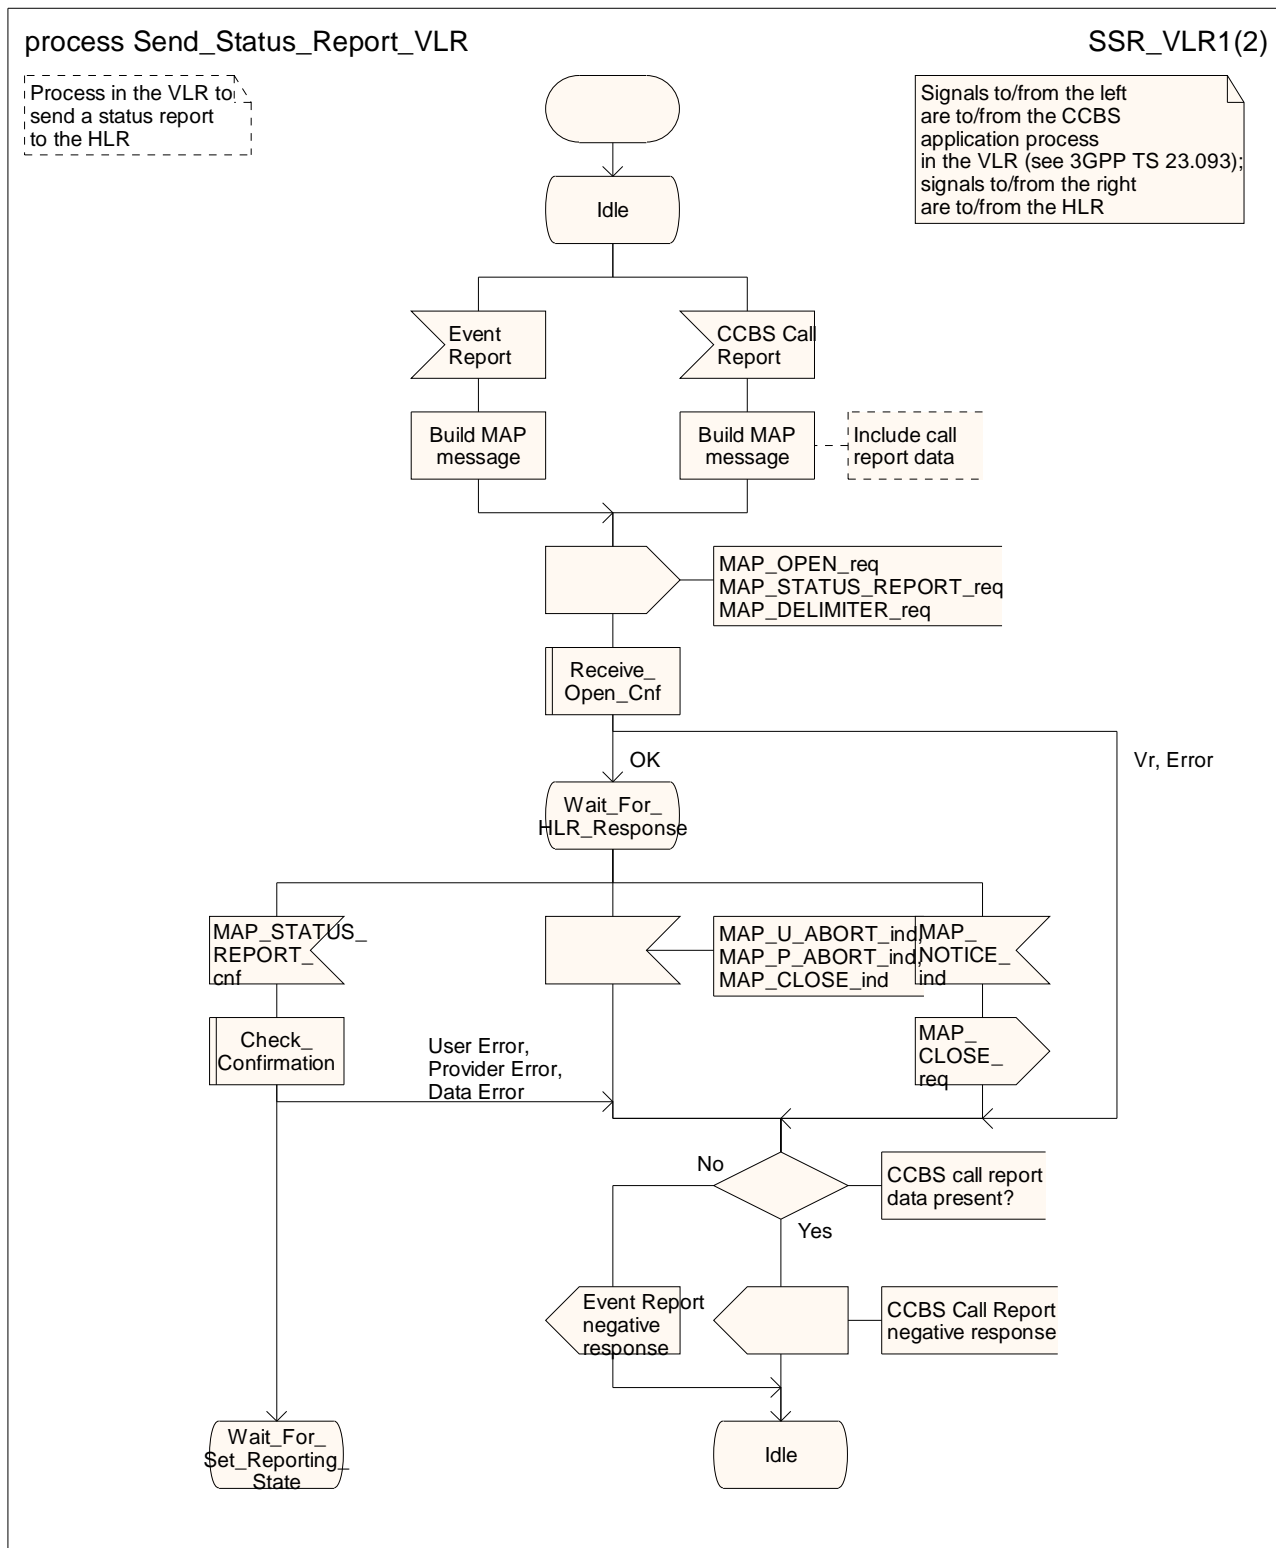 process Send_Status_Report_VLR
SSR_VLR1(2)
Process in the VLR to
send a status report
to the HLR
Signals to/from the left
are to/from the CCBS
application process
in the VLR (see 3GPP TS 23.093);
signals to/from the right
are to/from the HLR
Idle
Event
Report
CCBS Call
Report
Build MAP
message
Build MAP
message
Include call
report data
MAP_OPEN_req
MAP_STATUS_REPORT_req
MAP_DELIMITER_req
Receive_
Open_Cnf
OK
Vr, Error
Wait_For_
HLR_Response
MAP_STATUS_
REPORT_
cnf
MAP_U_ABORT_ind,
MAP_P_ABORT_ind,
MAP_CLOSE_ind
MAP_
NOTICE_
ind
Check_
Confirmation
User Error,
Provider Error,
Data Error
MAP_
CLOSE_
req
No
CCBS call report
data present?
Yes
Event Report
negative
response
CCBS Call Report
negative response
Wait_For_
Set_Reporting_
State
Idle